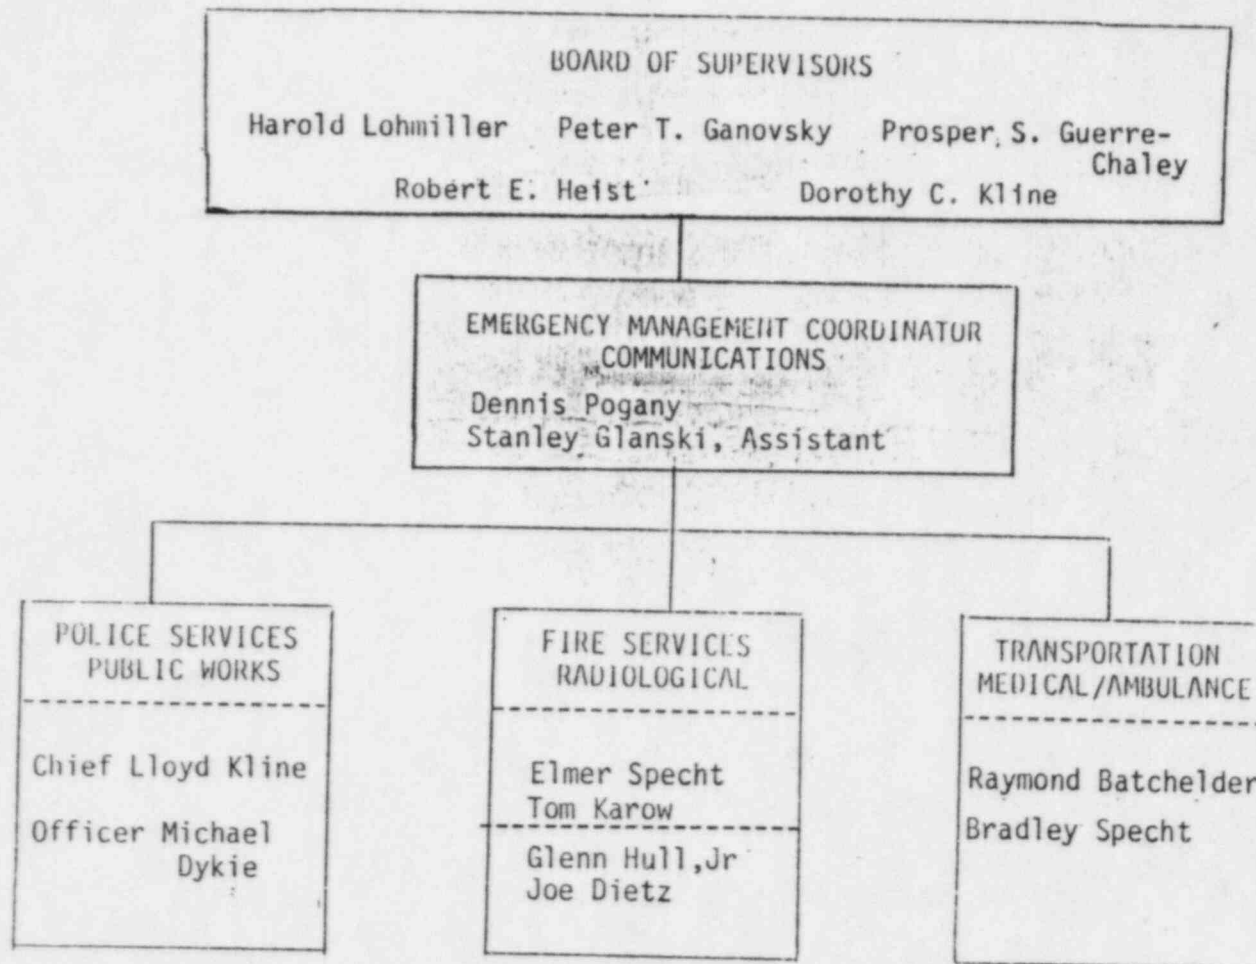 BOARD OF SUPERVISORS
Harold Lohmiller Peter T. Ganovsky Prosper S. Guerre-
Chaley
Robert E. Heist Dorothy C. Kline
EMERGENCY MANAGEMENT COORDINATOR
COMMUNICATIONS
Dennis Pogany
Stanley Glanski, Assistant
POLICE SERVICES
PUBLIC WORKS
Chief Lloyd Kline
Officer Michael
Dykie
FIRE SERVICES
RADIOLOGICAL
Elmer Specht
Tom Karow
Glenn Hull,Jr
Joe Dietz
TRANSPORTATION
MEDICAL/AMBULANCE
Raymond Batchelder
Bradley Specht